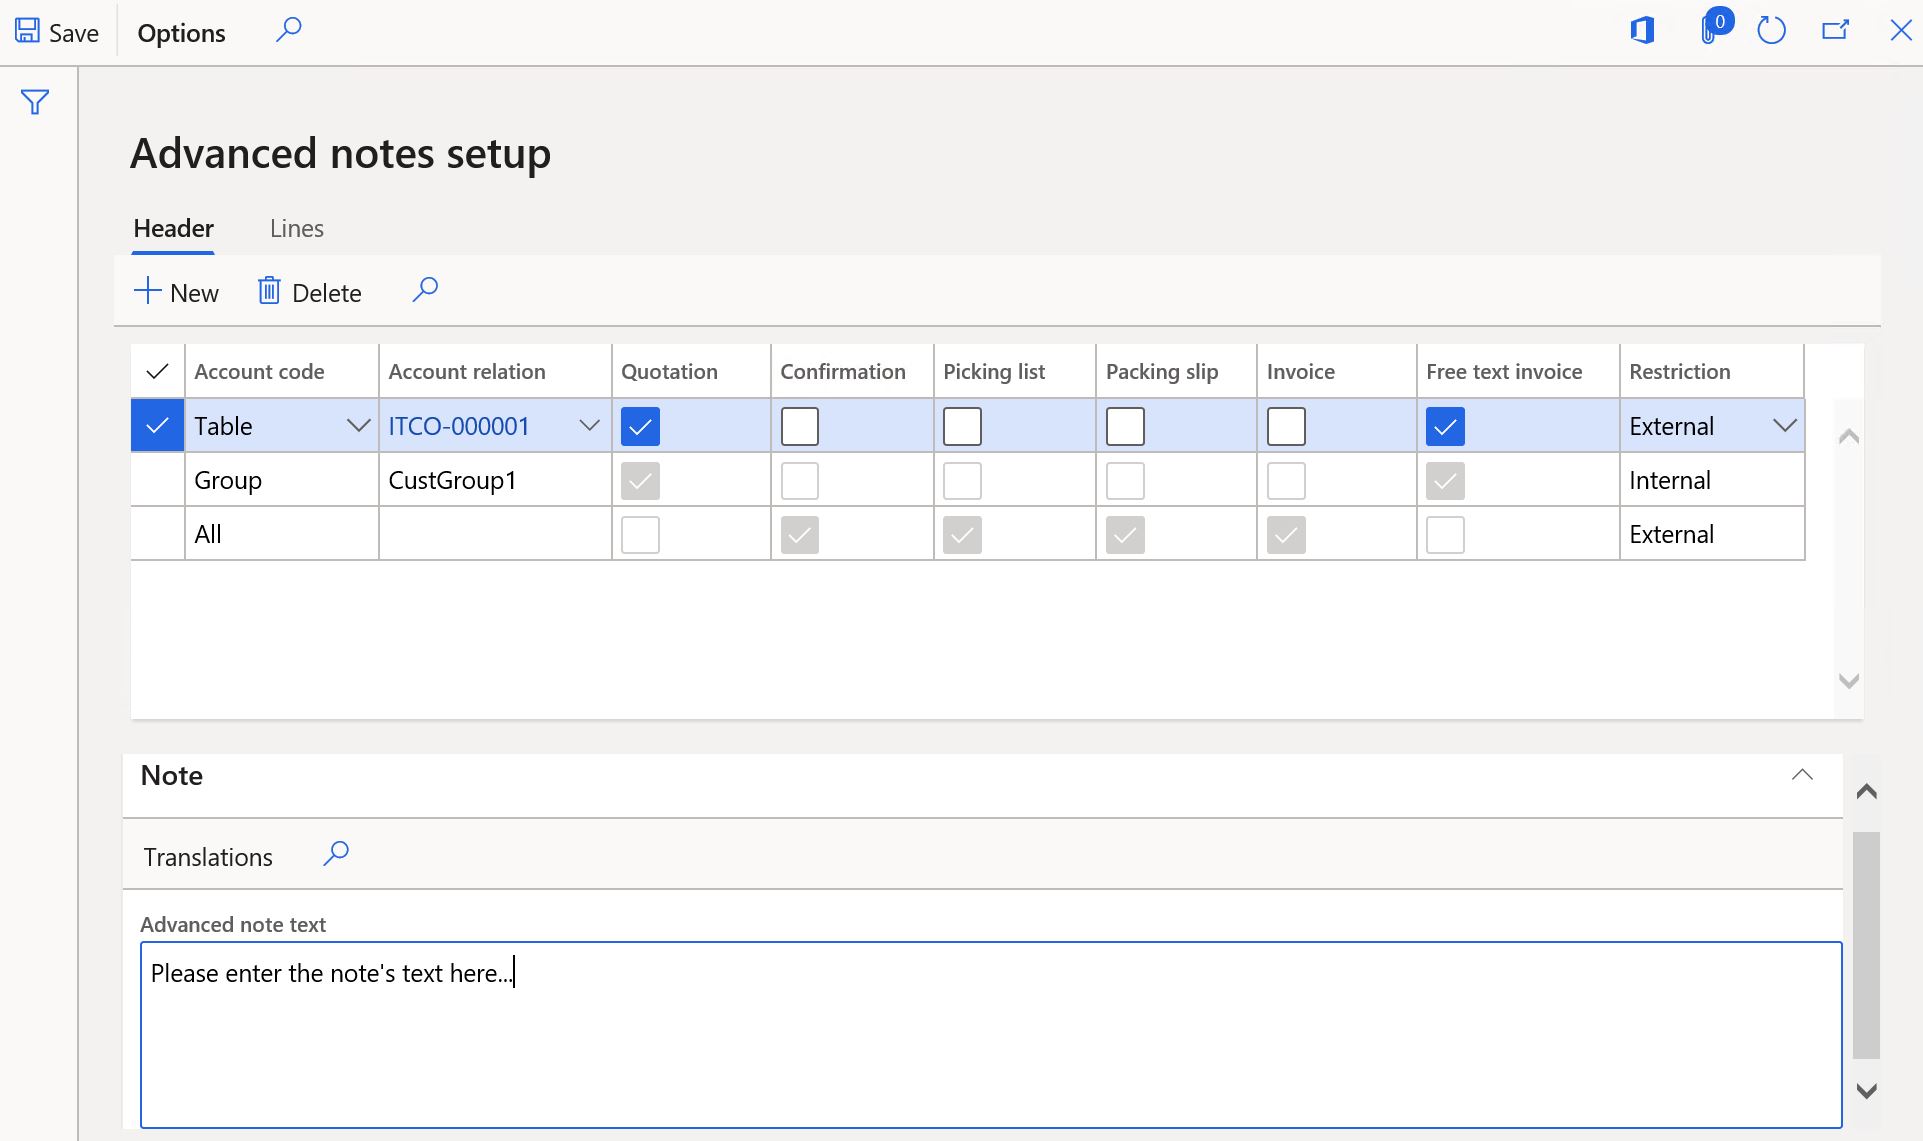 Save Options 0
Advanced notes setup
Header Lines
New Delete
Account code Account relation Quotation Confirmation Picking list Packing slip Invoice Free text invoice Restriction
Table ITCO-000001 External
Group CustGroup1 Internal
All External
Note
Translations
Advanced note text
Please enter the note's text here...